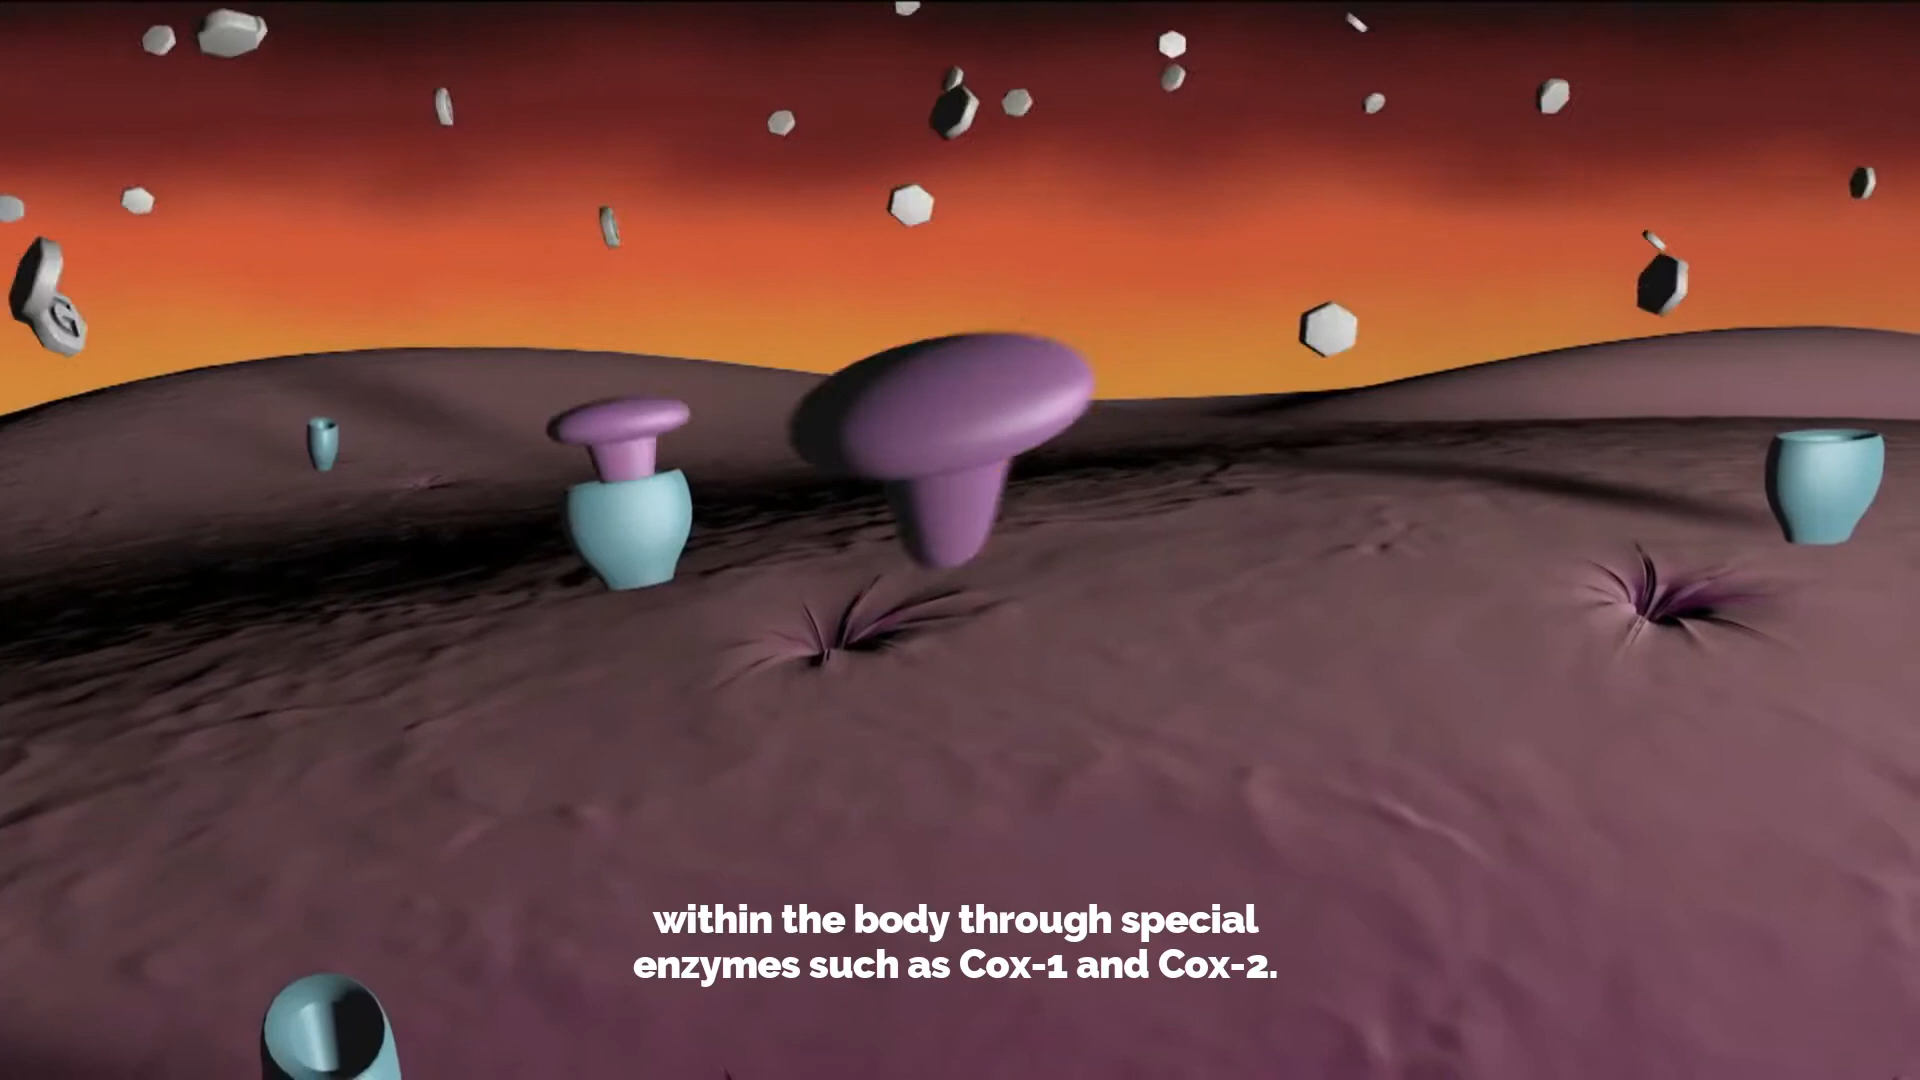 G
within the body through special
enzymes such as Cox-1 and Cox-2.